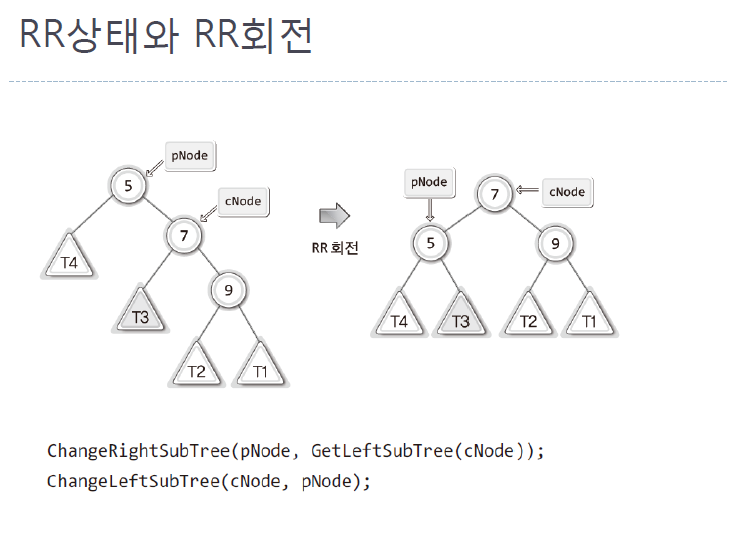 RR상태와 RR회전
pNode
5
cNode
7
T4
9
T3
T2
T1
RR 회전
pNode
7
cNode
5
9
T4
T3
T2
T1
ChangeRightSubTree(pNode, GetLeftSubTree(cNode));
ChangeLeftSubTree(cNode, pNode);